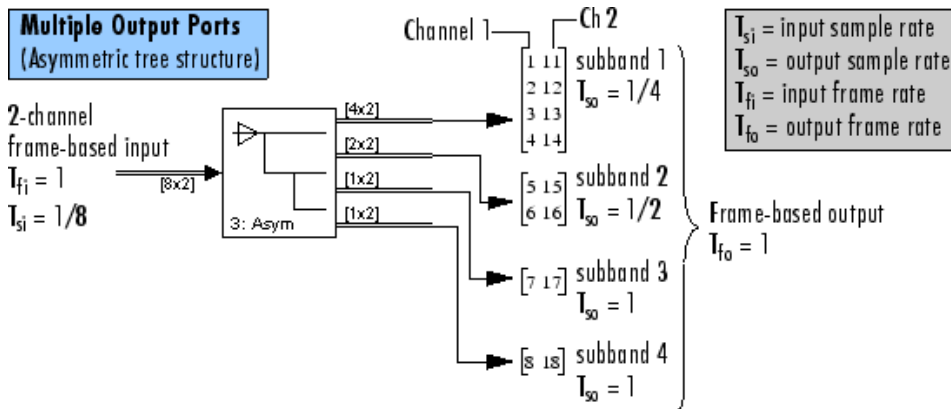 Multiple Output Ports
(Asymmetric tree structure)
Channel 1
Ch 2
Tsi = input sample rate
Tso = output sample rate
Tfi = input frame rate
Tfo = output frame rate
2-channel
frame-based input
Tfi = 1
Tsi = 1/8
[8x2]
3: Asym
[4x2]
[2x2]
[1x2]
[1x2]
1 11
2 12
3 13
4 14
subband 1
Tso = 1/4
5 15
6 16
subband 2
Tso = 1/2
[7 17]
subband 3
Tso = 1
[8 18]
subband 4
Tso = 1
Frame-based output
Tfo = 1